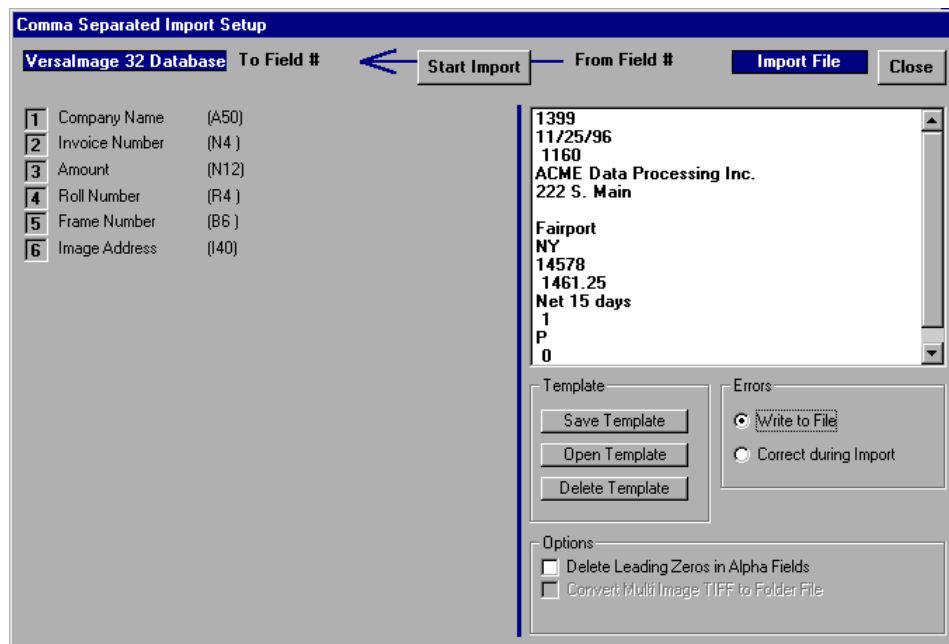 Comma Separated Import Setup
VersaImage 32 Database To Field # Start Import From Field # Import File Close
1 Company Name (A50)
2 Invoice Number (N4 )
3 Amount (N12)
4 Roll Number (R4 )
5 Frame Number (B6 )
6 Image Address (I40)
1399
11/25/96
1160
ACME Data Processing Inc.
222 S. Main
Fairport
NY
14578
1461.25
Net 15 days
1
P
0
Template
Save Template
Open Template
Delete Template
Errors
Write to File
Correct during Import
Options
Delete Leading Zeros in Alpha Fields
Convert Multi Image TIFF to Folder File